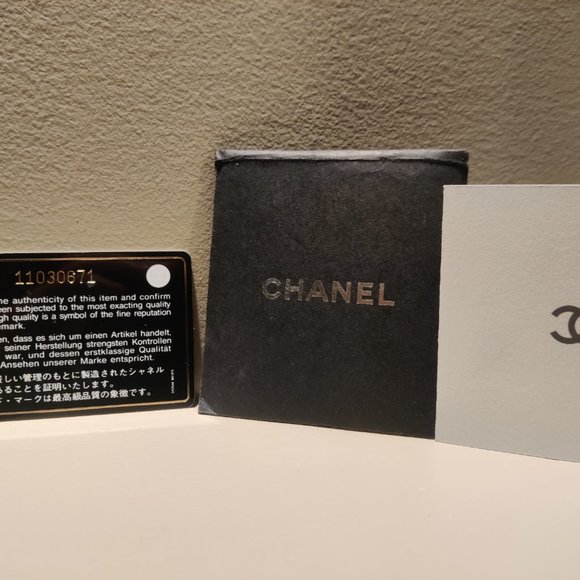 11030671
he authenticity of this item and confirm
een subjected to the most exacting quality
gh quality is a symbol of the fine reputation
emark.
en, dass es sich um einen Artikel handelt,
seiner Herstellung strengsten Kontrollen
war, und dessen erstklassige Qualität
Ansehen unserer Marke entspricht.
厳しい管理のもとに製造されたシャネル
あることを証明いたします。
ド・マークは最高級品質の象徴です。
CHANEL